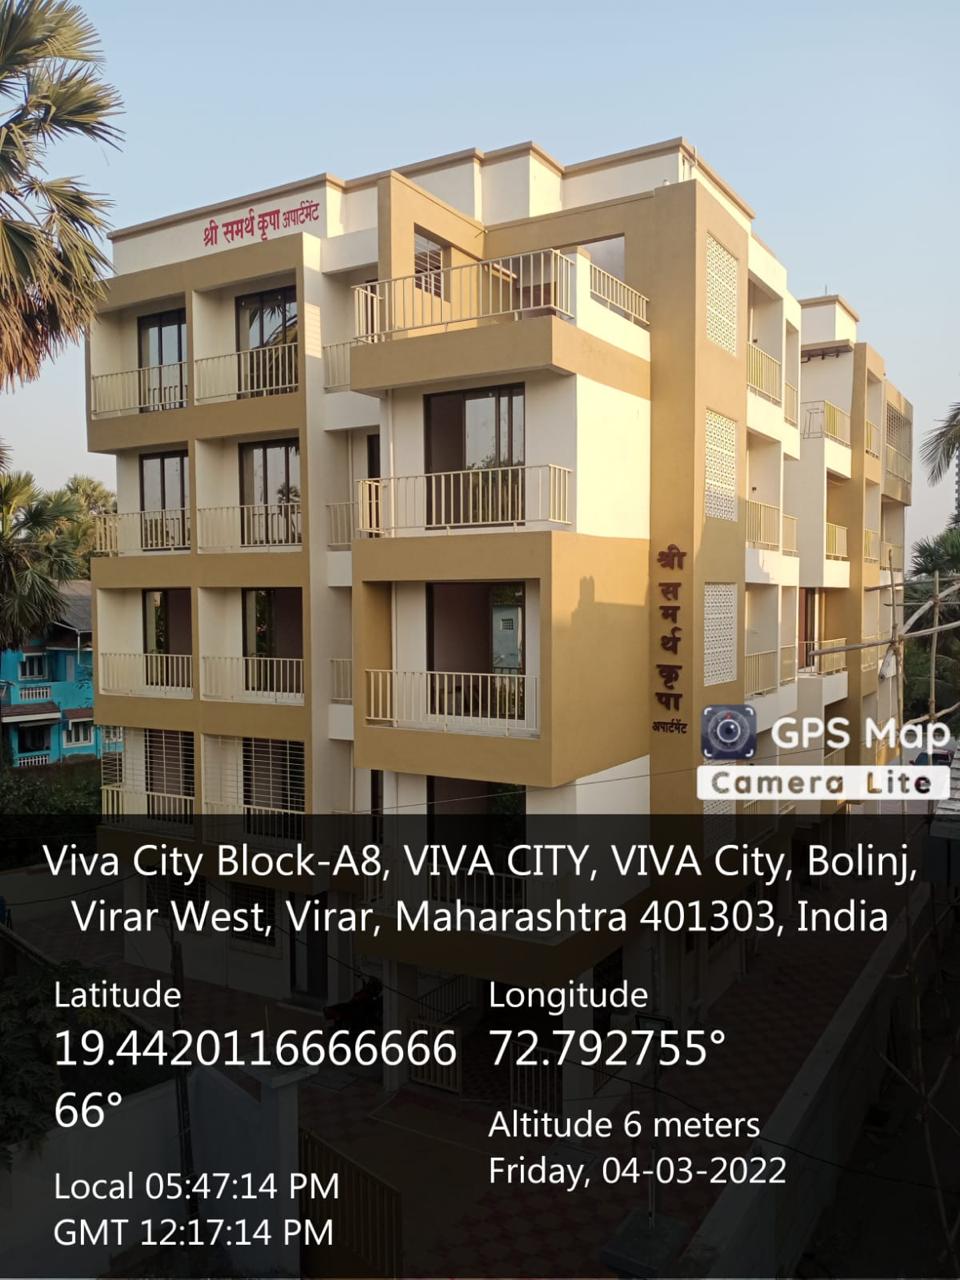 श्री समर्थ कृपा अपार्टमेंट
श्री
स
म
र्थ
कृ
पा
अपार्टमेंट
GPS Map
Camera Lite
Viva City Block-A8, VIVA CITY, VIVA City, Bolinj,
Virar West, Virar, Maharashtra 401303, India
Latitude
19.4420116666666
66°
Longitude
72.792755°
Local 05:47:14 PM
GMT 12:17:14 PM
Altitude 6 meters
Friday, 04-03-2022